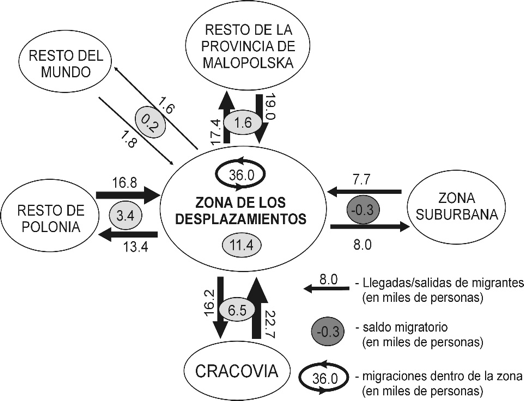 RESTO DE LA
PROVINCIA DE
MALOPOLSKA
RESTO DEL
MUNDO
1.6
0.2
1.8
17.4
1.6
19.0
36.0
ZONA DE LOS
DESPLAZAMIENTOS
11.4
16.8
3.4
13.4
RESTO DE
POLONIA
7.7
-0.3
8.0
ZONA
SUBURBANA
16.2
6.5
22.7
CRACOVIA
8.0 - Llegadas/salidas de migrantes
(en miles de personas)
-0.3 - saldo migratorio
(en miles de personas)
36.0 - migraciones dentro de la zona
(en miles de personas)